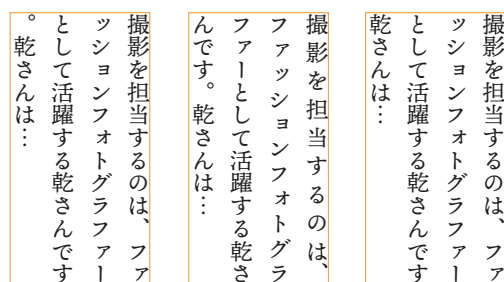 撮影を担当するのは、ファ
ッションフォトグラファー
として活躍する乾さんです
乾さんは…
撮影を担当するのは、
ファッションフォトグラ
ファーとして活躍する乾さ
んです。乾さんは…
撮影を担当するのは、ファ
ッションフォトグラファー
として活躍する乾さんです
。乾さんは…